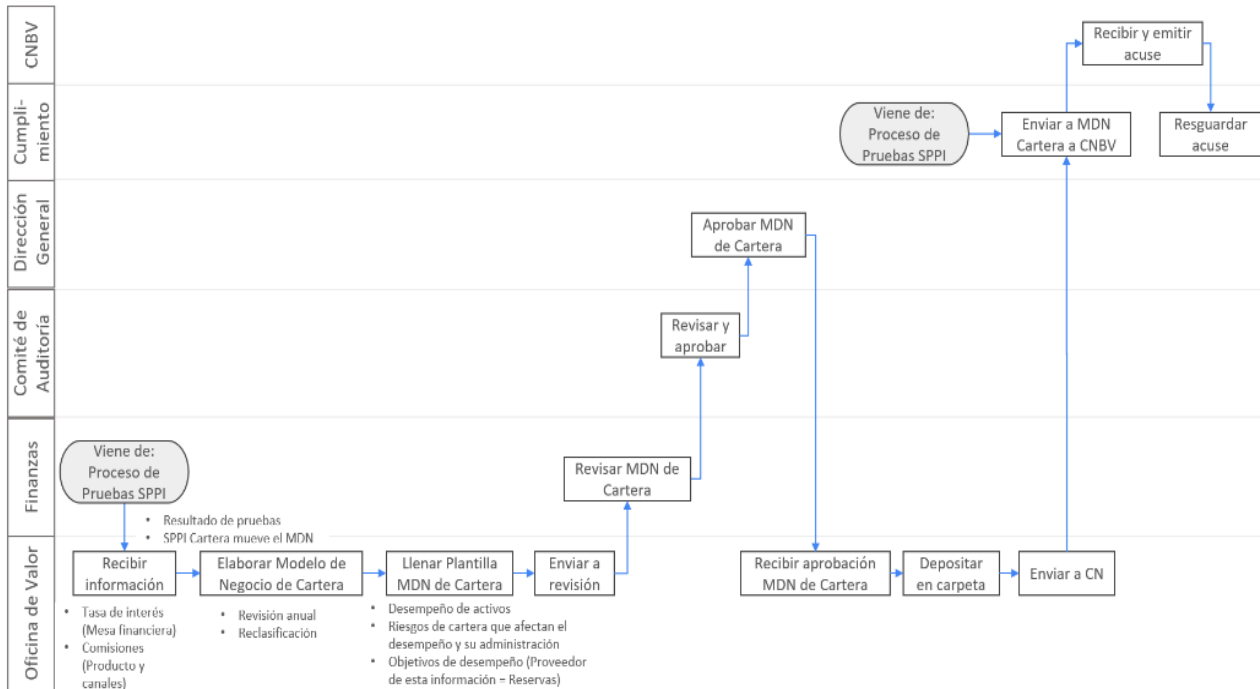 CNBV
Recibir y emitir
acuse
Cumpli-
miento
Viene de:
Proceso de
Pruebas SPPI
Enviar a MDN
Cartera a CNBV
Resguardar
acuse
Dirección
General
Aprobar MDN
de Cartera
Comité de
Auditoría
Revisar y
aprobar
Finanzas
Viene de:
Proceso de
Pruebas SPPI
Revisar MDN de
Cartera
• Resultado de pruebas
• SPPI Cartera mueve el MDN
Oficina de Valor
Recibir
información
Elaborar Modelo de
Negocio de Cartera
Llenar Plantilla
MDN de Cartera
Enviar a
revisión
Recibir aprobación
MDN de Cartera
Depositar
en carpeta
Enviar a CN
• Tasa de interés
(Mesa financiera)
• Comisiones
(Producto y
canales)
• Revisión anual
• Reclasificación
• Desempeño de activos
• Riesgos de cartera que afectan el
desempeño y su administración
• Objetivos de desempeño (Proveedor
de esta información = Reservas)